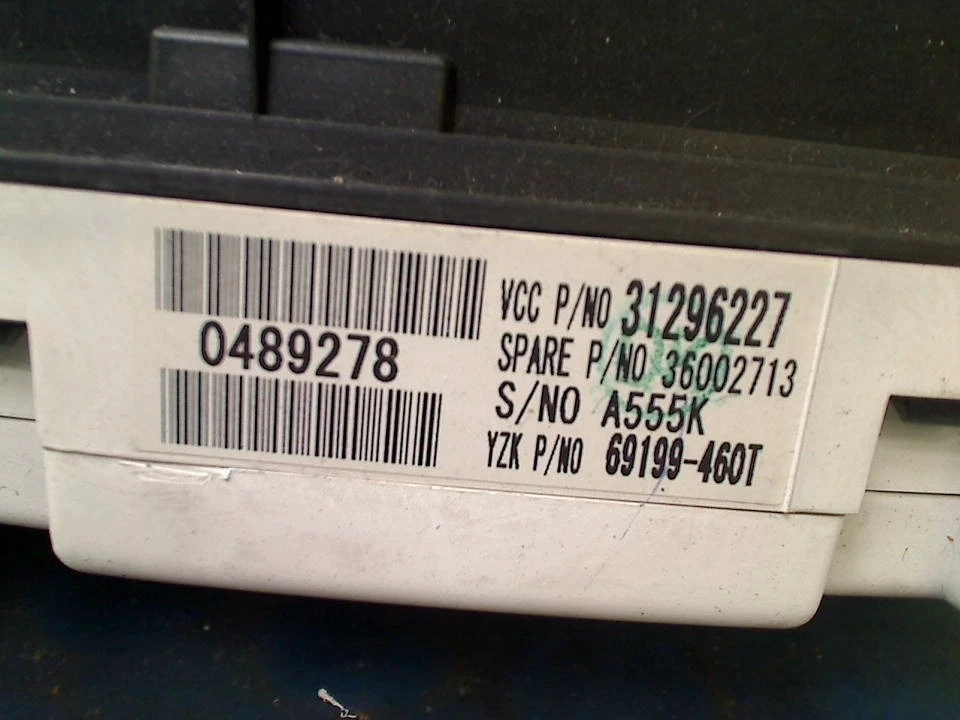 0489278
VCC P/NO 31296227
SPARE P/NO 36002713
S/NO A555K
YZK P/NO 69199-460T